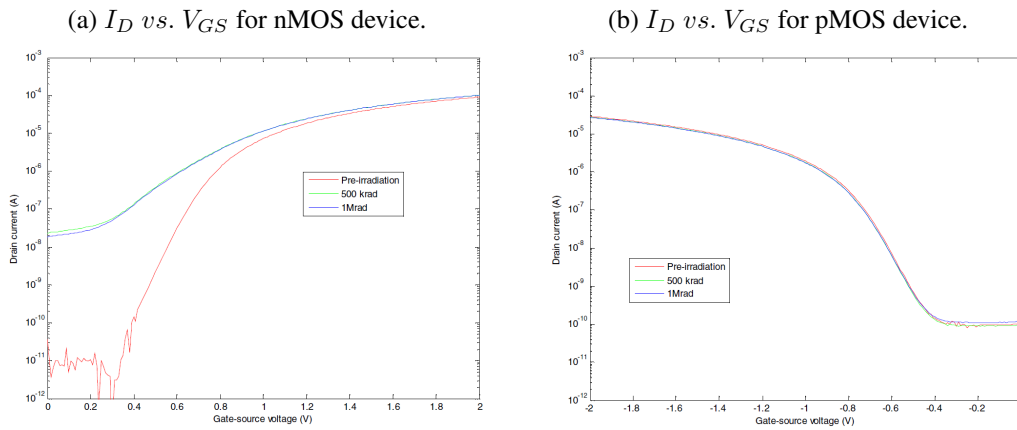 (a) I_D vs. V_GS for nMOS device.
10^-3
10^-4
10^-5
10^-6
10^-7
10^-8
10^-9
10^-10
10^-11
10^-12
Drain current (A)
Pre-irradiation
500 krad
1Mrad
0 0.2 0.4 0.6 0.8 1 1.2 1.4 1.6 1.8 2
Gate-source voltage (V)
(b) I_D vs. V_GS for pMOS device.
10^-3
10^-4
10^-5
10^-6
10^-7
10^-8
10^-9
10^-10
10^-11
10^-12
Drain current (A)
Pre-irradiation
500 krad
1Mrad
-2 -1.8 -1.6 -1.4 -1.2 -1 -0.8 -0.6 -0.4 -0.2 0
Gate-source voltage (V)